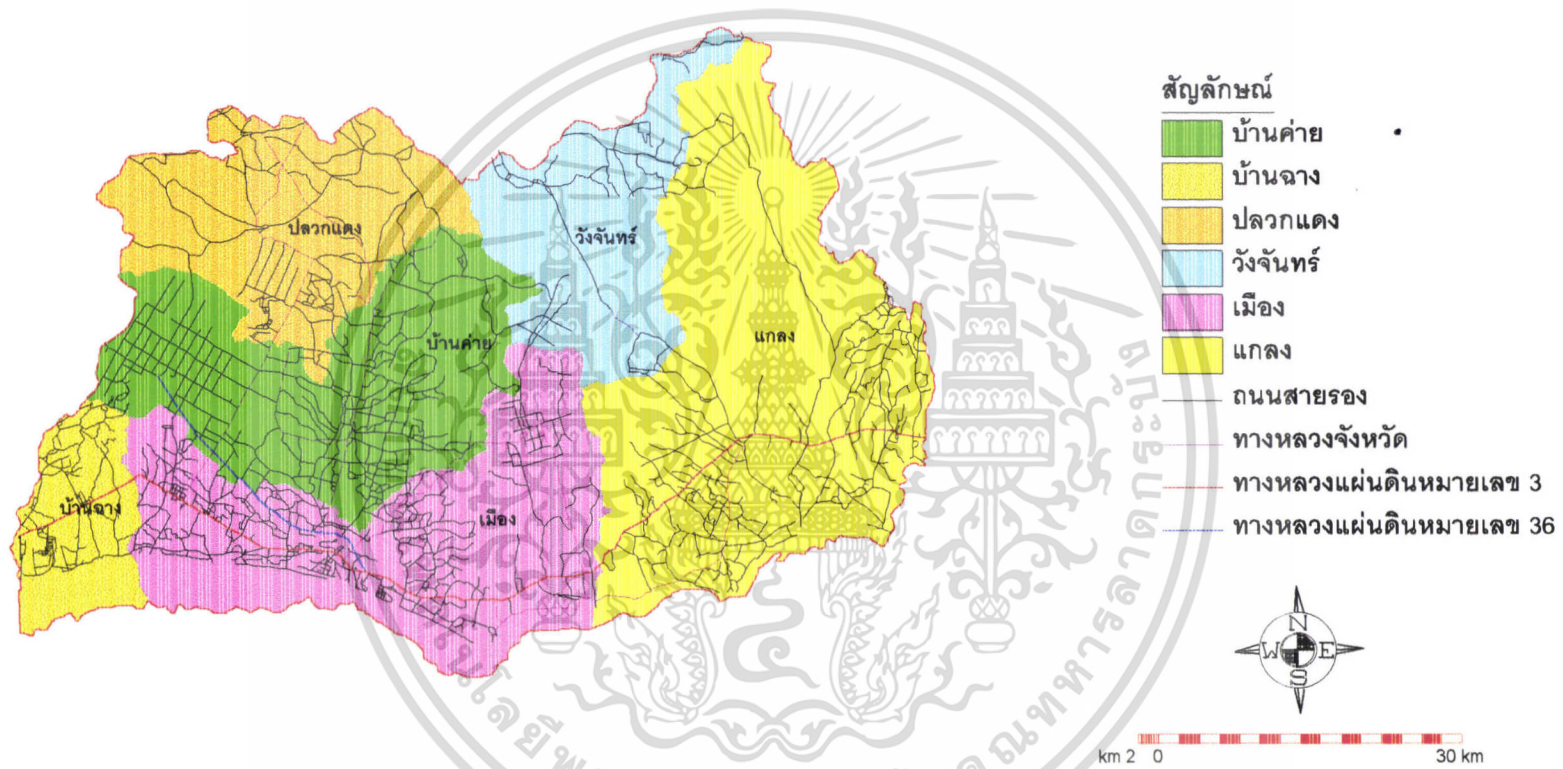 สัญลักษณ์
บ้านค่าย
บ้านฉาง
ปลวกแดง
วังจันทร์
เมือง
แกลง
ถนนสายรอง
ทางหลวงจังหวัด
ทางหลวงแผ่นดินหมายเลข 3
ทางหลวงแผ่นดินหมายเลข 36
ปลวกแดง
วังจันทร์
บ้านค่าย
แกลง
บ้านฉาง
เมือง
N
W E
S
km 2 0 30 km